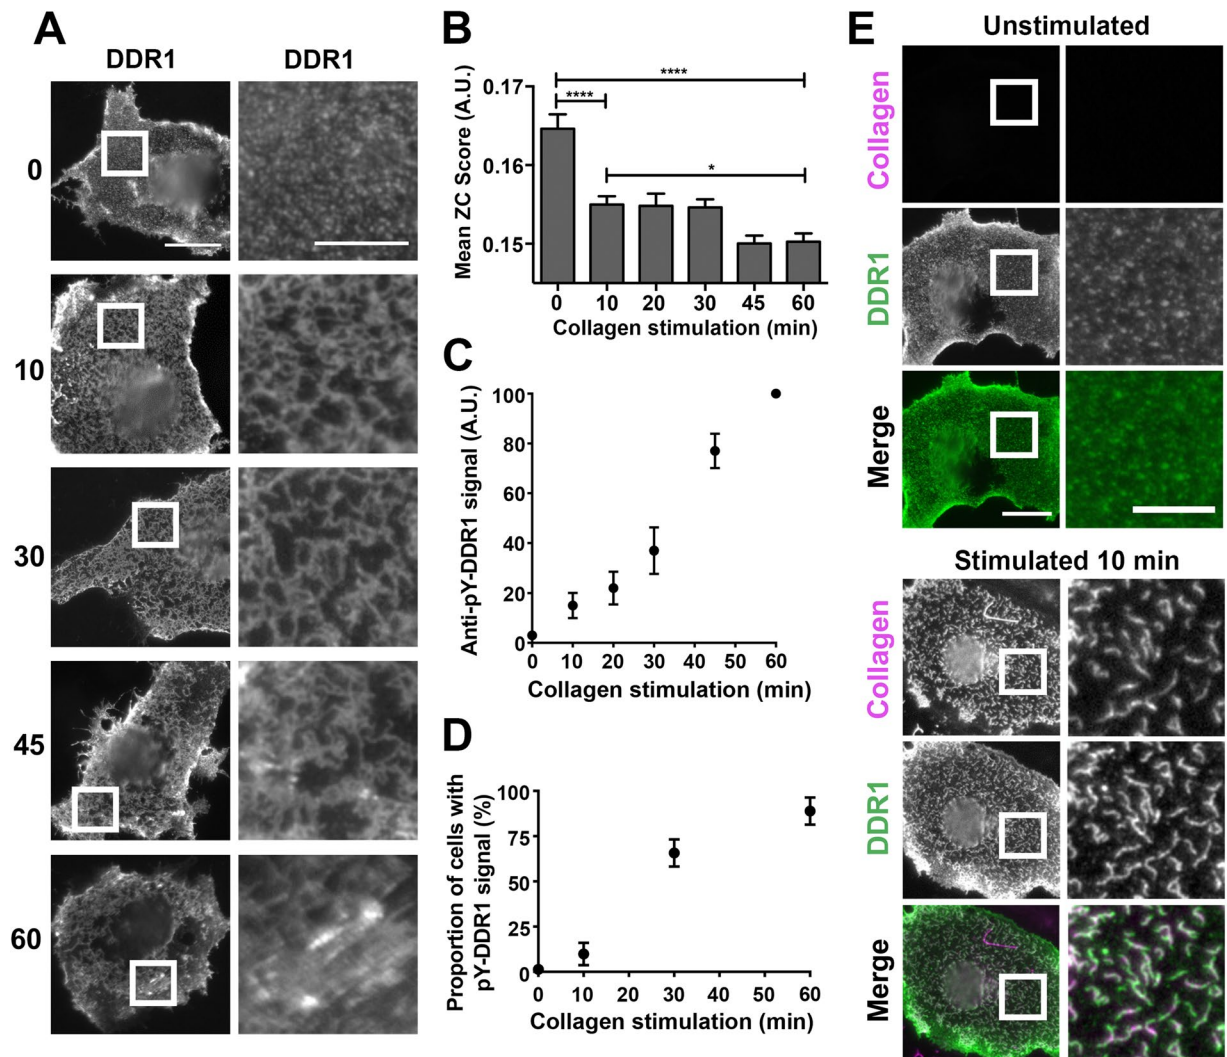 A
DDR1 DDR1
0
10
30
45
60
B
Mean ZC Score (A.U.)
0.17
0.16
0.15
****
****
*
0 10 20 30 45 60
Collagen stimulation (min)
C
Anti-pY-DDR1 signal (A.U.)
100
80
60
40
20
0
0 10 20 30 40 50 60
Collagen stimulation (min)
D
Proportion of cells with
pY-DDR1 signal (%)
100
75
50
25
0
0 10 20 30 40 50 60
Collagen stimulation (min)
E
Unstimulated
Collagen
DDR1
Merge
Stimulated 10 min
Collagen
DDR1
Merge